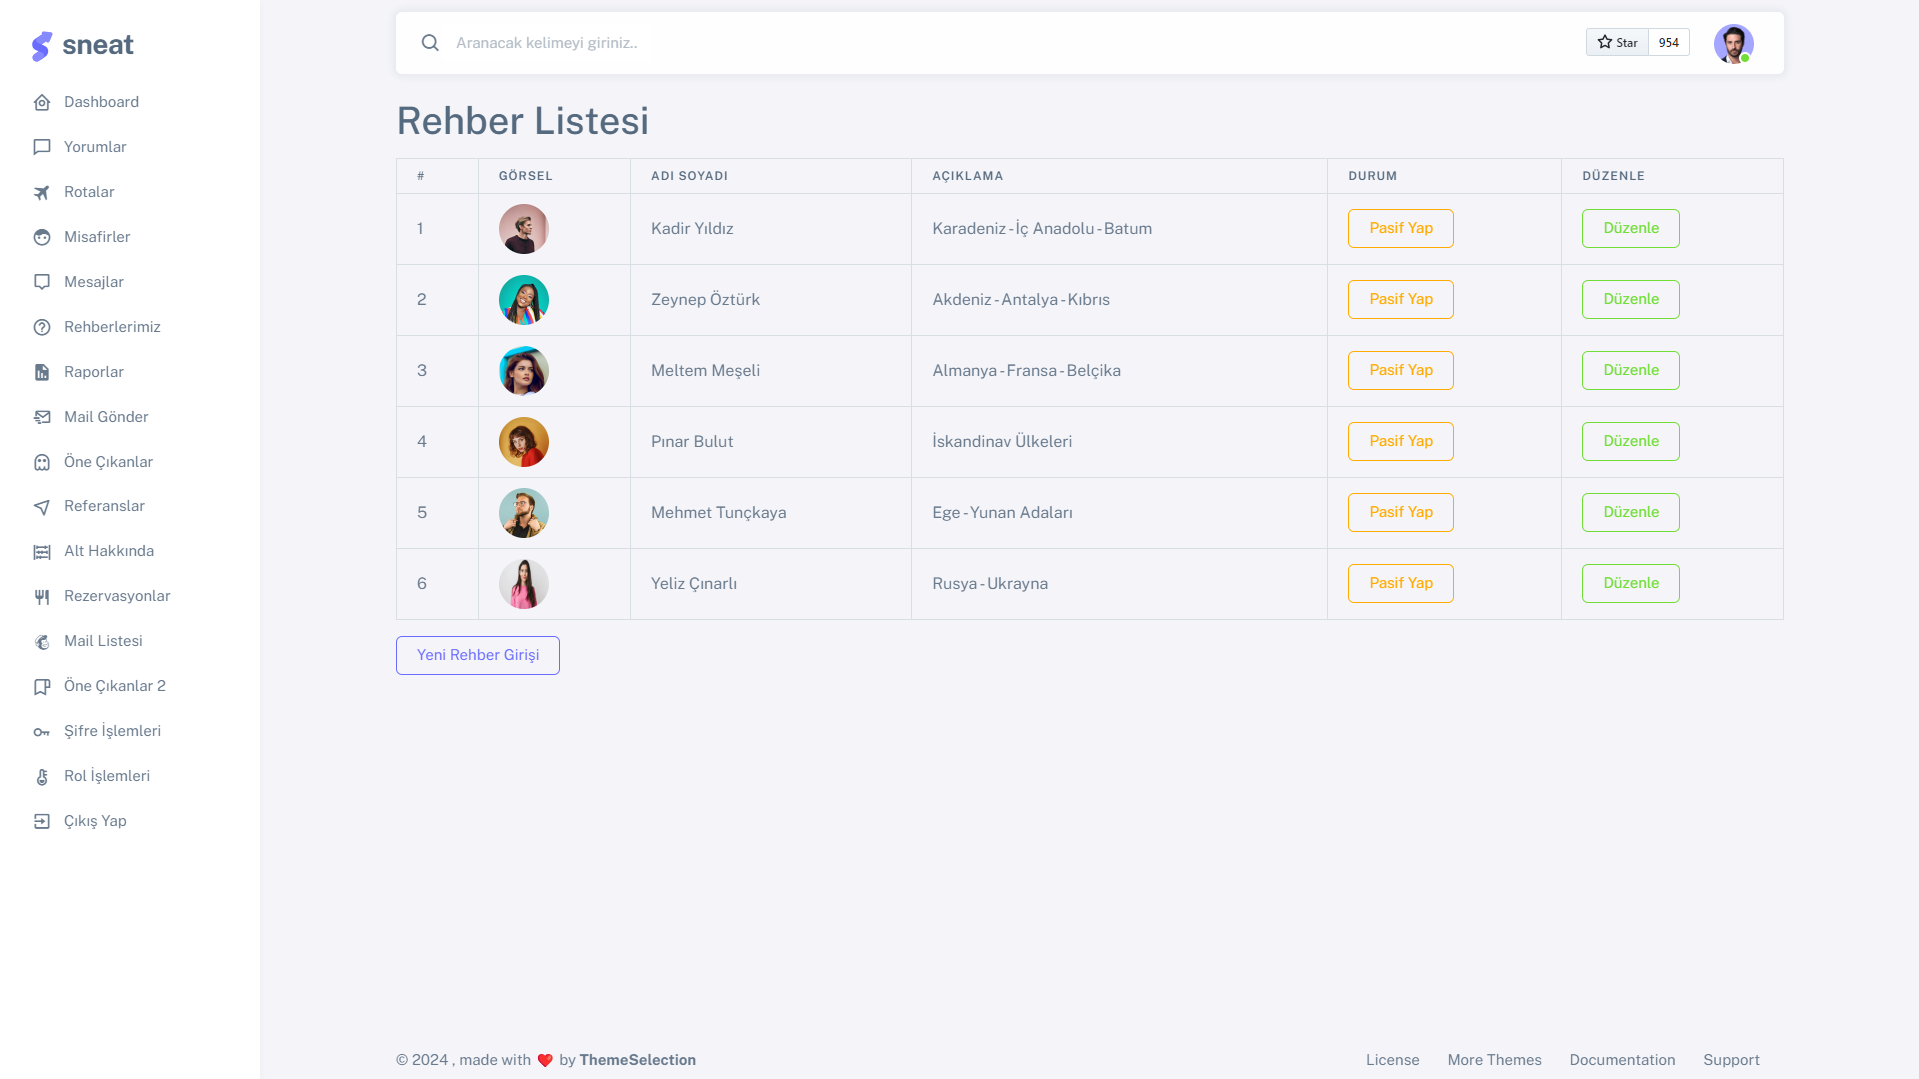 sneat
Dashboard
Yorumlar
Rotalar
Misafirler
Mesajlar
Rehberlerimiz
Raporlar
Mail Gönder
Öne Çıkanlar
Referanslar
Alt Hakkında
Rezervasyonlar
Mail Listesi
Öne Çıkanlar 2
Şifre İşlemleri
Rol İşlemleri
Çıkış Yap
Aranacak kelimeyi giriniz.. Star 954
Rehber Listesi
# GÖRSEL ADI SOYADI AÇIKLAMA DURUM DÜZENLE
1 Kadir Yıldız Karadeniz - İç Anadolu - Batum Pasif Yap Düzenle
2 Zeynep Öztürk Akdeniz - Antalya - Kıbrıs Pasif Yap Düzenle
3 Meltem Meşeli Almanya - Fransa - Belçika Pasif Yap Düzenle
4 Pınar Bulut İskandinav Ülkeleri Pasif Yap Düzenle
5 Mehmet Tunçkaya Ege - Yunan Adaları Pasif Yap Düzenle
6 Yeliz Çınarlı Rusya - Ukrayna Pasif Yap Düzenle
Yeni Rehber Girişi
© 2024 , made with ❤️ by ThemeSelection License More Themes Documentation Support